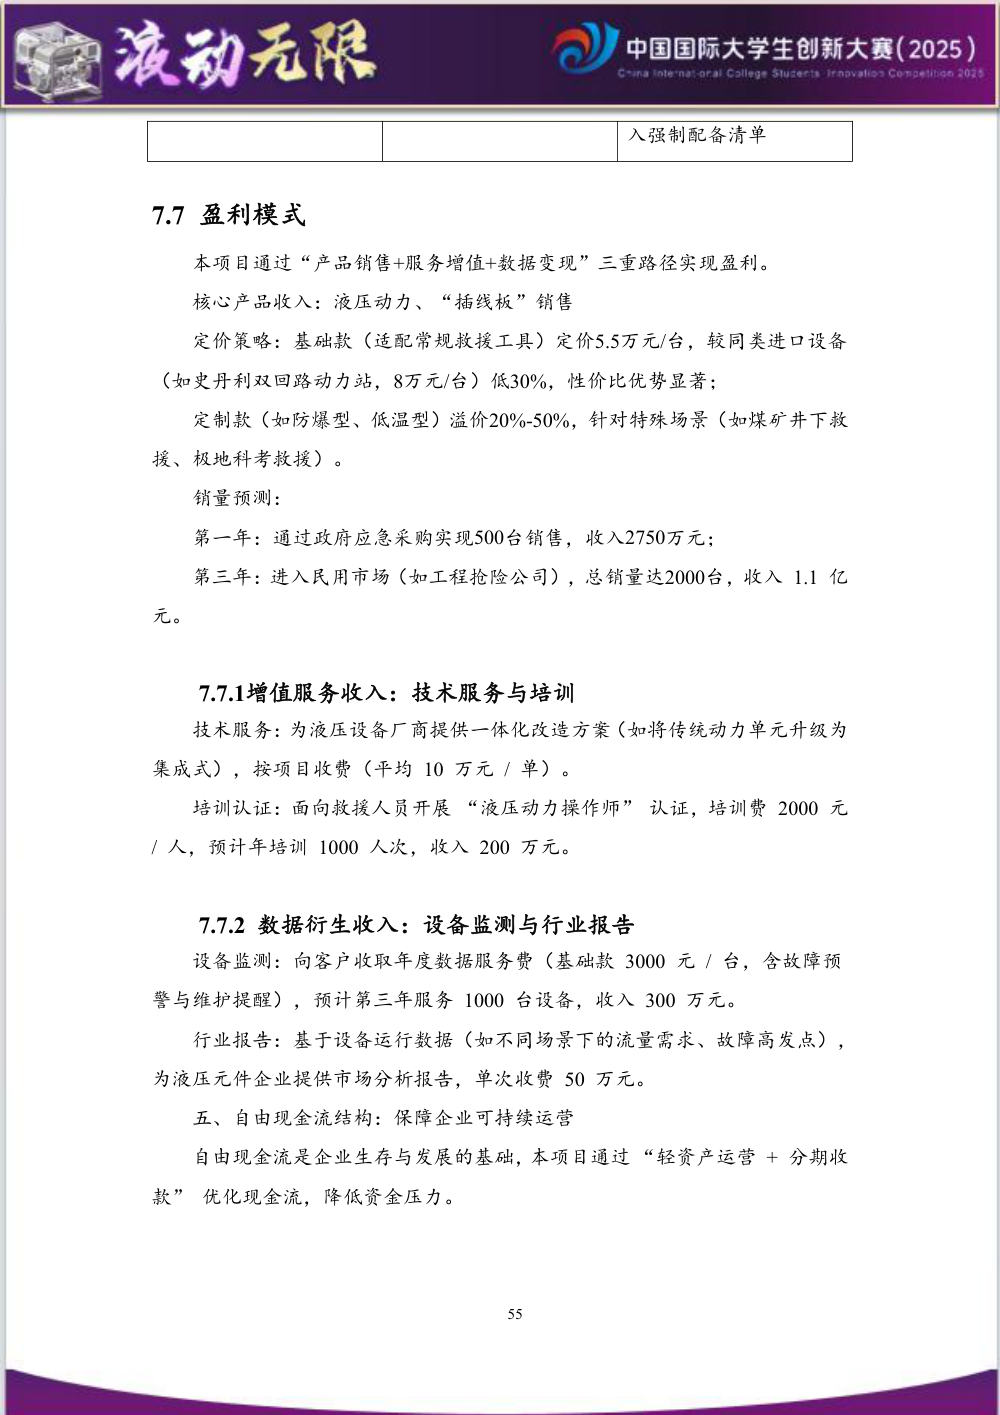 液动无限
中国国际大学生创新大赛(2025)
China International College Students Innovation Competition 2025
入强制配备清单
7.7 盈利模式
本项目通过“产品销售+服务增值+数据变现”三重路径实现盈利。
核心产品收入：液压动力、“插线板”销售
定价策略：基础款（适配常规救援工具）定价5.5万元/台，较同类进口设备
（如史丹利双回路动力站，8万元/台）低30%，性价比优势显著；
定制款（如防爆型、低温型）溢价20%-50%，针对特殊场景（如煤矿井下救
援、极地科考救援）。
销量预测：
第一年：通过政府应急采购实现500台销售，收入2750万元；
第三年：进入民用市场（如工程抢险公司），总销量达2000台，收入 1.1 亿
元。
7.7.1增值服务收入：技术服务与培训
技术服务：为液压设备厂商提供一体化改造方案（如将传统动力单元升级为
集成式），按项目收费（平均 10 万元 / 单）。
培训认证：面向救援人员开展 “液压动力操作师” 认证，培训费 2000 元
/ 人，预计年培训 1000 人次，收入 200 万元。
7.7.2 数据衍生收入：设备监测与行业报告
设备监测：向客户收取年度数据服务费（基础款 3000 元 / 台，含故障预
警与维护提醒），预计第三年服务 1000 台设备，收入 300 万元。
行业报告：基于设备运行数据（如不同场景下的流量需求、故障高发点），
为液压元件企业提供市场分析报告，单次收费 50 万元。
五、自由现金流结构：保障企业可持续运营
自由现金流是企业生存与发展的基础，本项目通过 “轻资产运营 + 分期收
款” 优化现金流，降低资金压力。
55